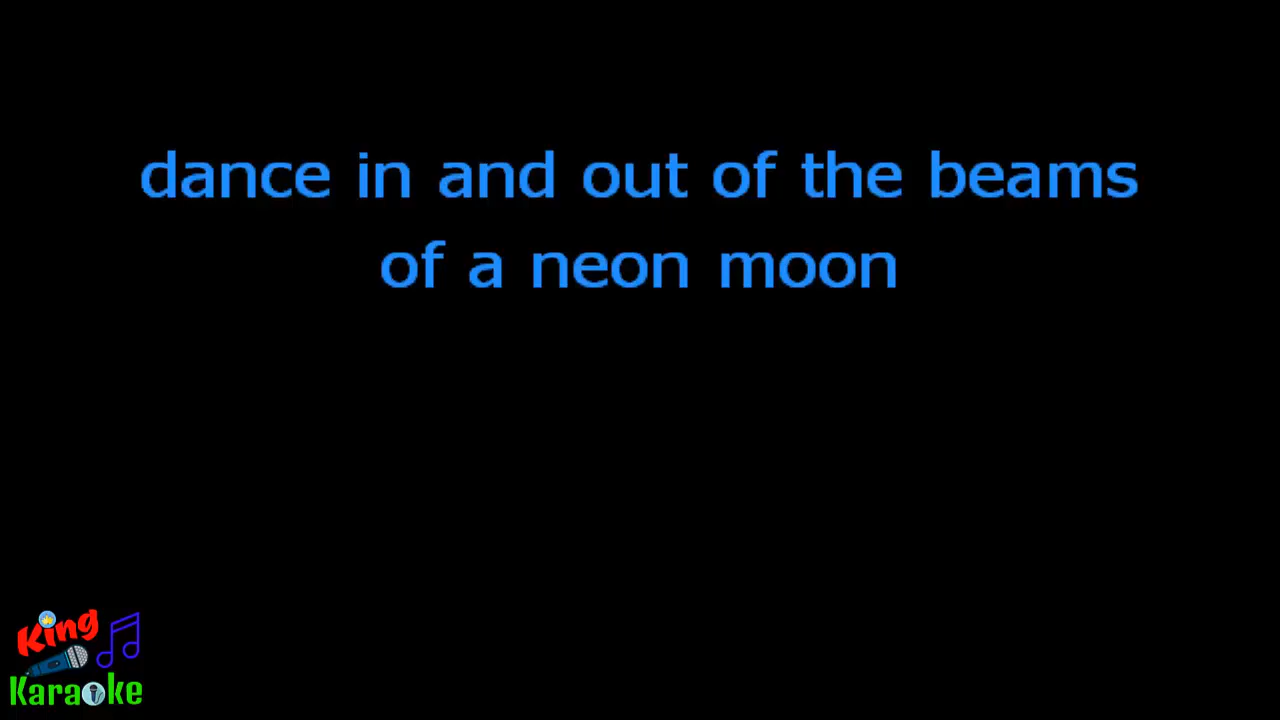 dance in and out of the beams
of a neon moon
King
Karaoke